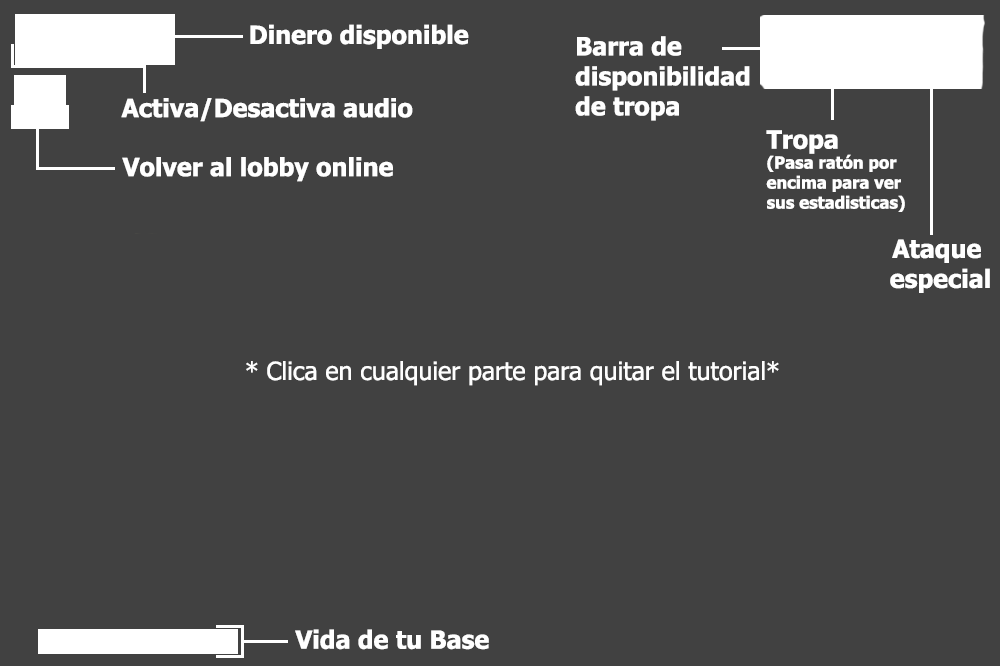 Dinero disponible
Activa/Desactiva audio
Volver al lobby online
Barra de
disponibilidad
de tropa
Tropa
(Pasa ratón por
encima para ver
sus estadisticas)
Ataque
especial
* Clica en cualquier parte para quitar el tutorial*
Vida de tu Base